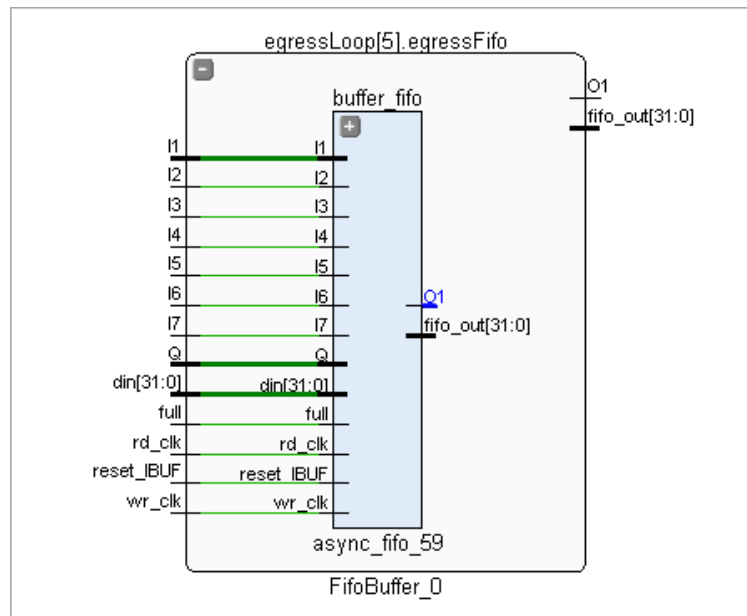 egressLoop[5].egressFifo
O1
buffer_fifo
fifo_out[31:0]
I1 I1
I2 I2
I3 I3
I4 I4
I5 I5
I6 I6 O1
I7 I7 fifo_out[31:0]
Q Q
din[31:0] din[31:0]
full full
rd_clk rd_clk
reset_IBUF reset_IBUF
wr_clk wr_clk
async_fifo_59
FifoBuffer_0